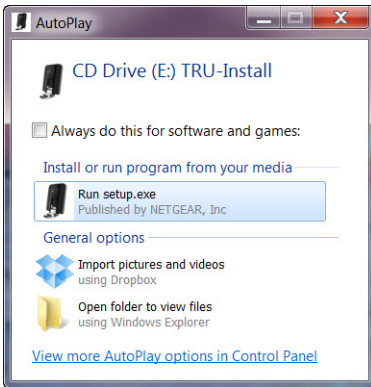 AutoPlay
CD Drive (E:) TRU-Install
Always do this for software and games:
Install or run program from your media
Run setup.exe
Published by NETGEAR, Inc
General options
Import pictures and videos
using Dropbox
Open folder to view files
using Windows Explorer
View more AutoPlay options in Control Panel